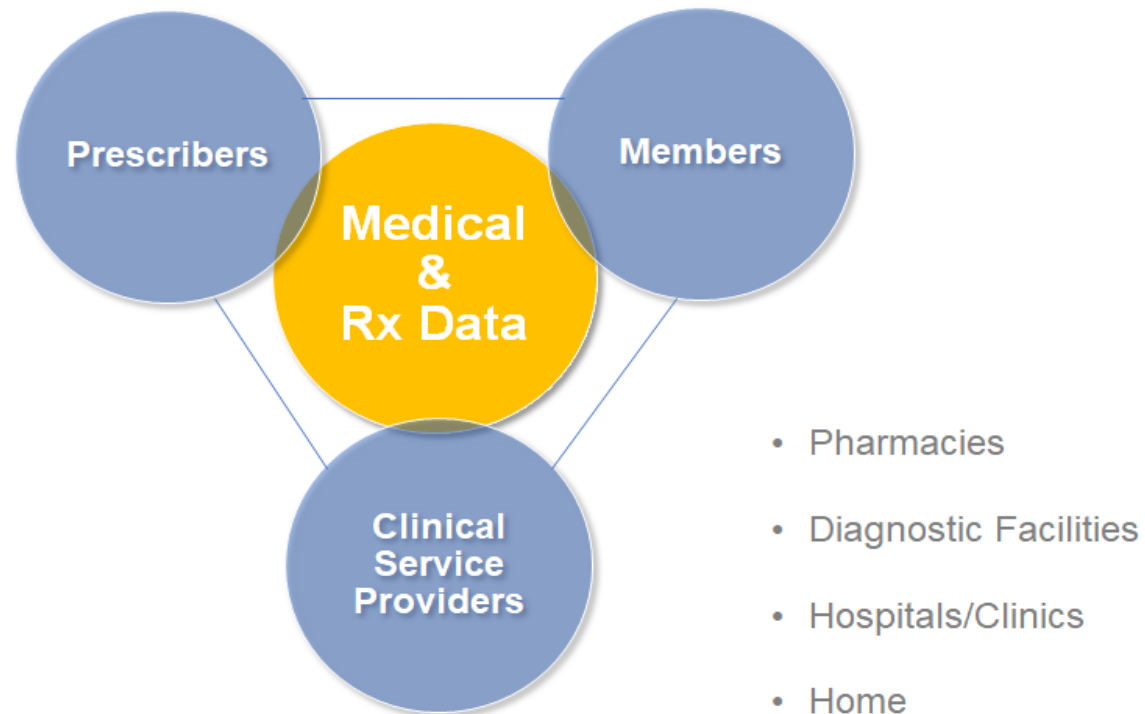 Prescribers
Members
Medical
&
Rx Data
Clinical
Service
Providers
• Pharmacies
• Diagnostic Facilities
• Hospitals/Clinics
• Home